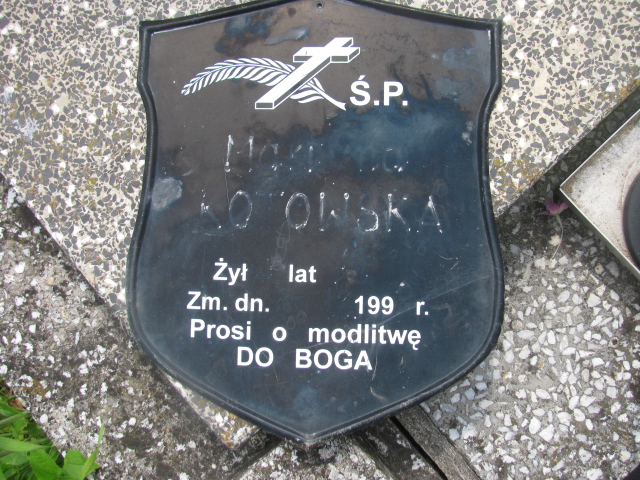 Ś.P.
Żył lat
Zm. dn. 199 r.
Prosi o modlitwę
DO BOGA